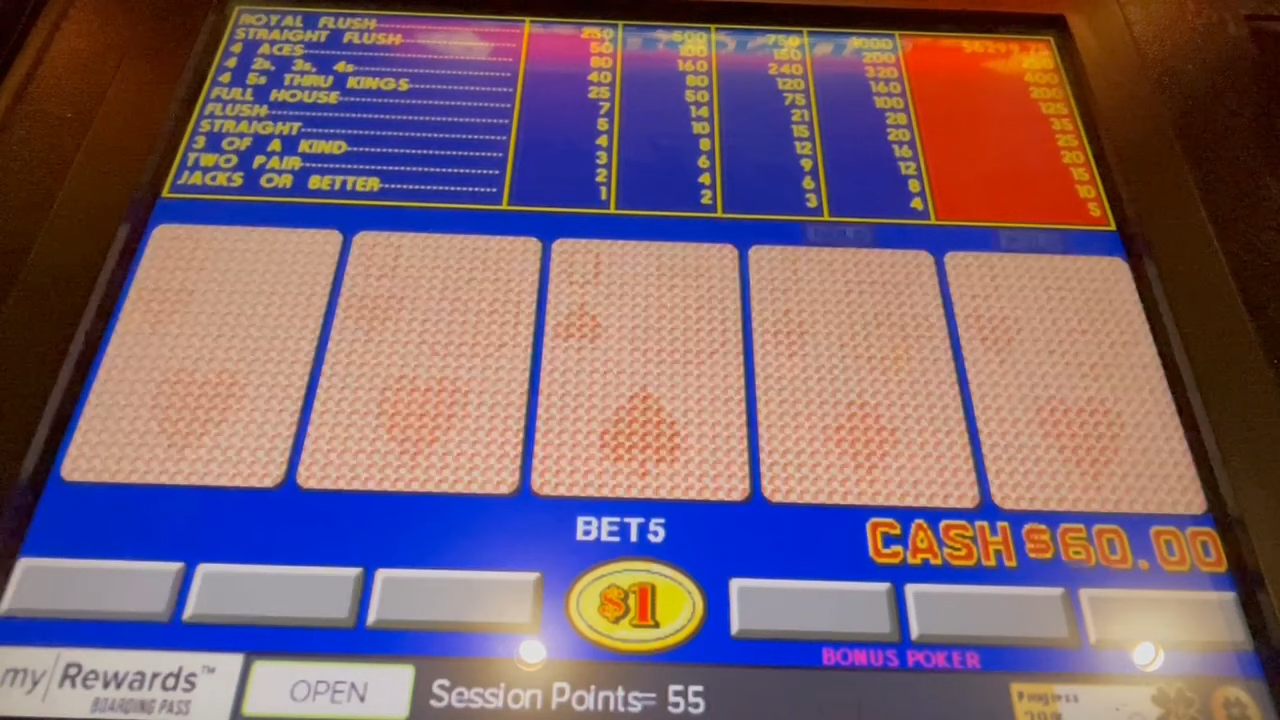 ROYAL FLUSH 250 500 750 4000
STRAIGHT FLUSH 50 100 150 200 250
4 ACES 80 160 240 320 400
4 2s, 3s, 4s 40 80 120 160 200
4 5s THRU KINGS 25 50 75 100 125
FULL HOUSE 7 14 21 28 35
FLUSH 5 10 15 20 25
STRAIGHT 4 8 12 16 20
3 OF A KIND 3 6 9 12 15
TWO PAIR 2 4 6 8 10
JACKS OR BETTER 1 2 3 4 5
BET5
CASH $60.00
$1
BONUS POKER
my|Rewards™
BOARDING PASS
OPEN
Session Points= 55
Progress